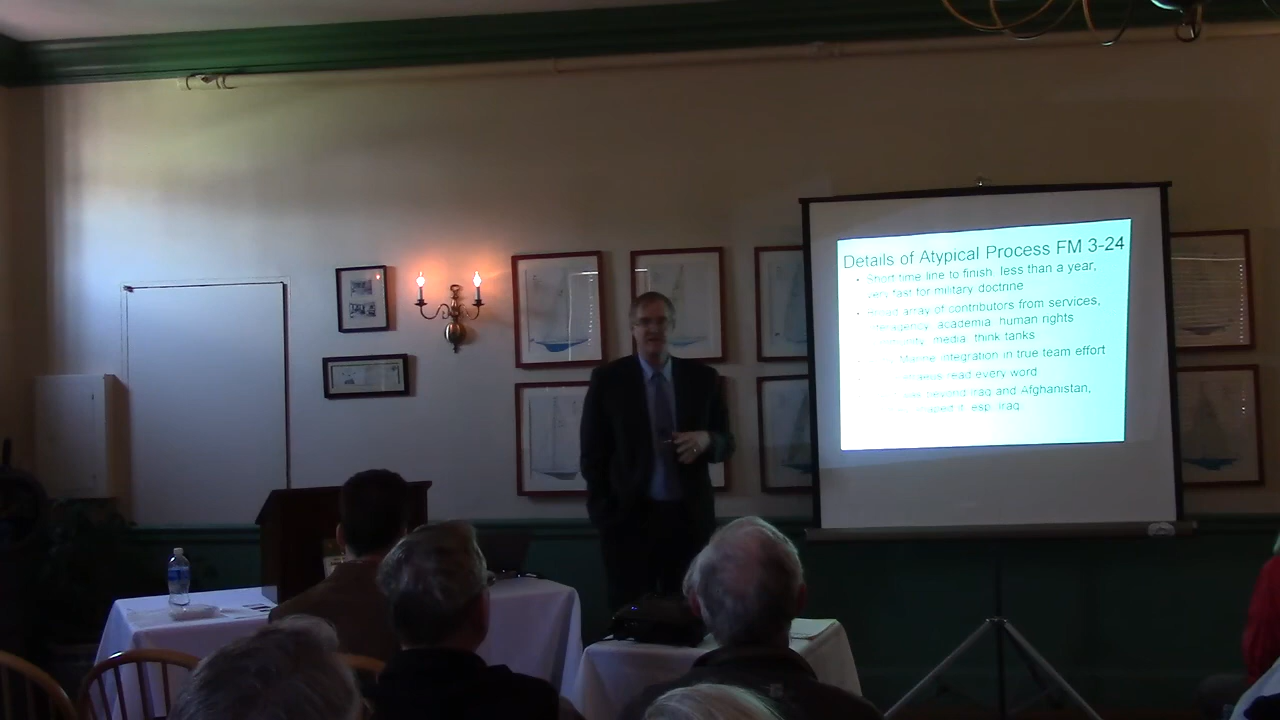 Details of Atypical Process FM 3-24
• Short time line to finish less than a year,
very fast for military doctrine
• Broad array of contributors from services,
academia, human rights
media, think tanks
Marine integration in true team effort
read every word
beyond Iraq and Afghanistan,
esp. Iraq